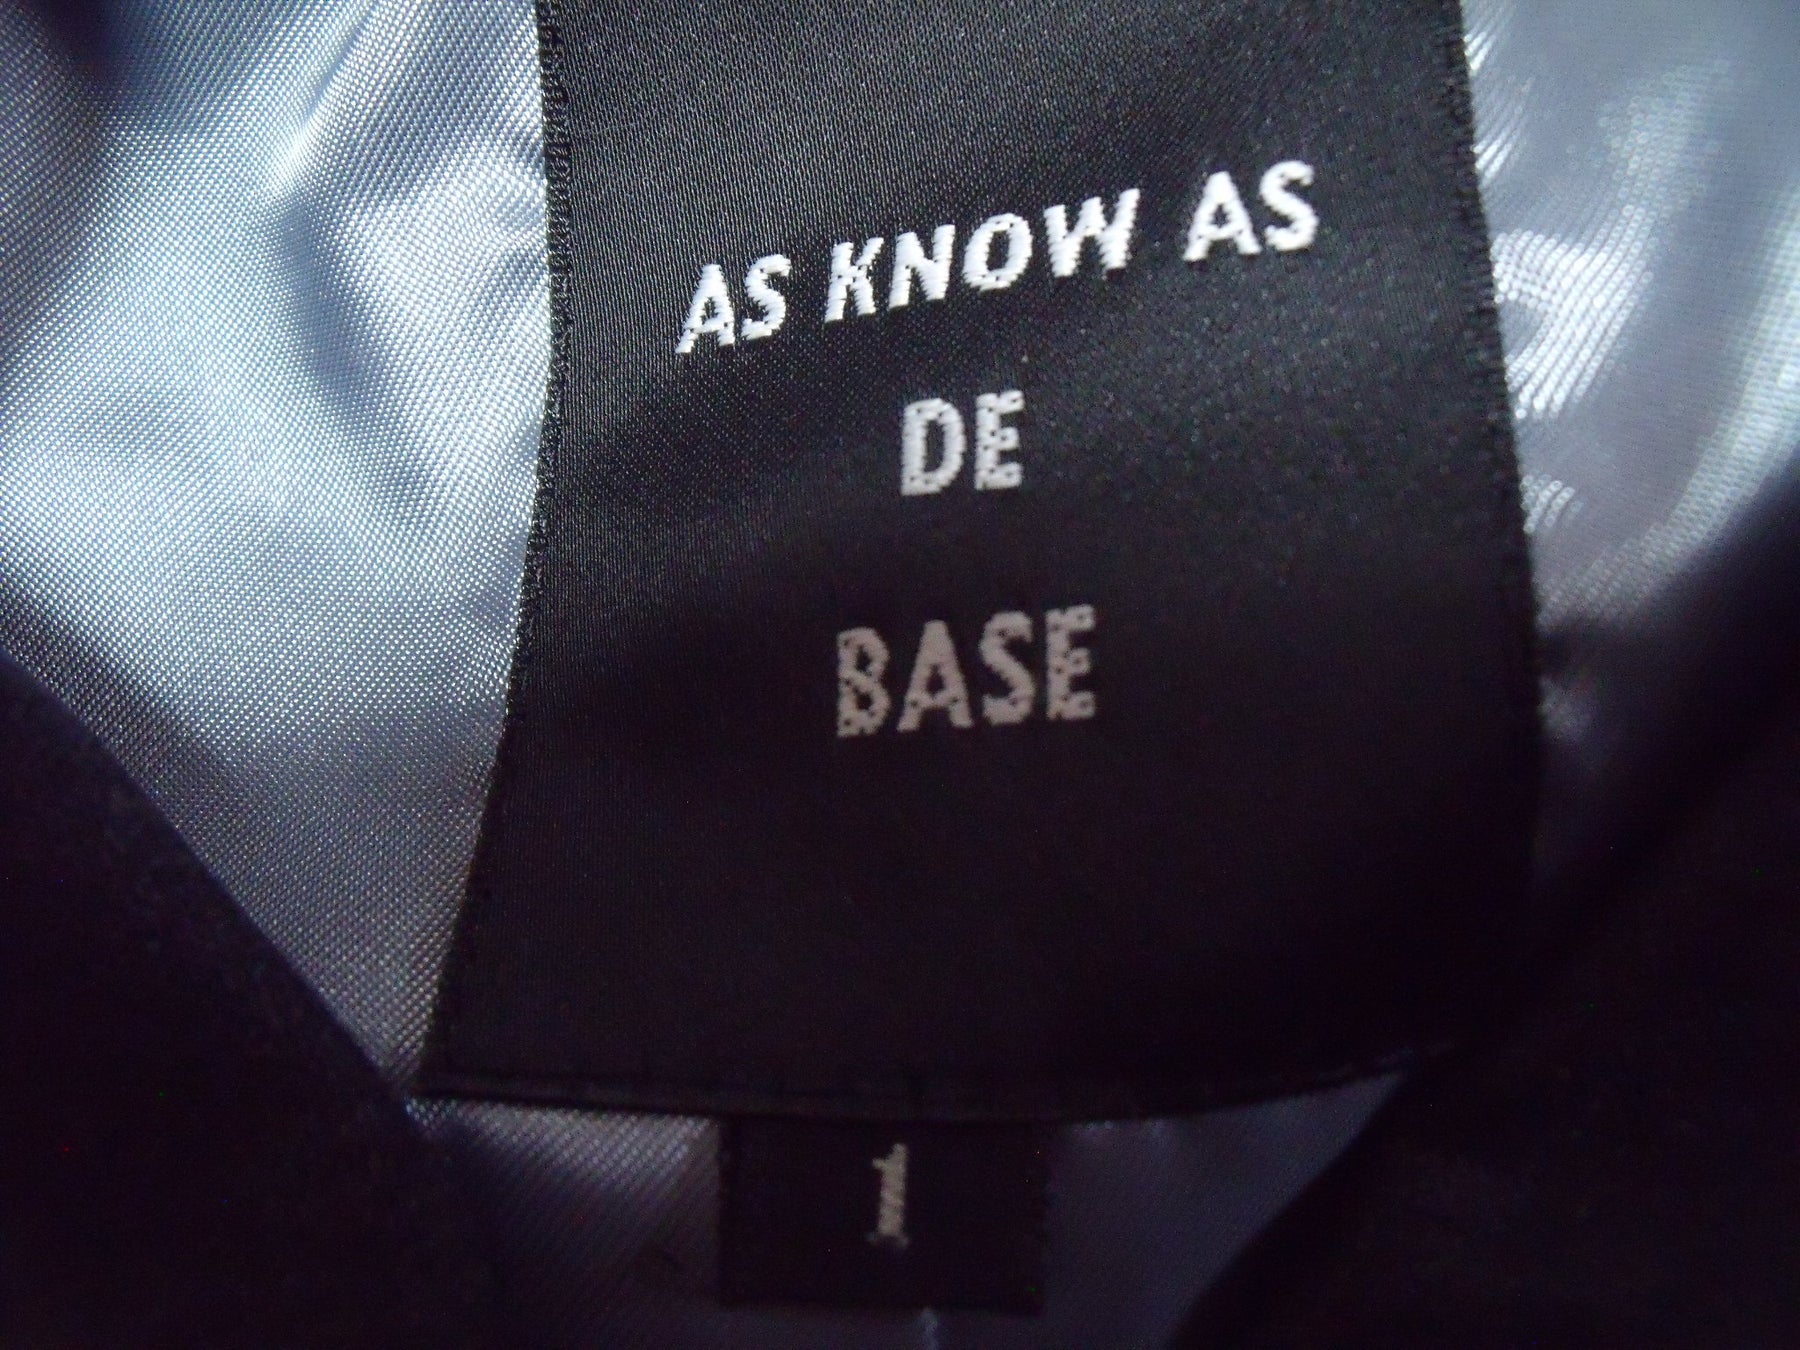 AS KNOW AS
DE
BASE
1